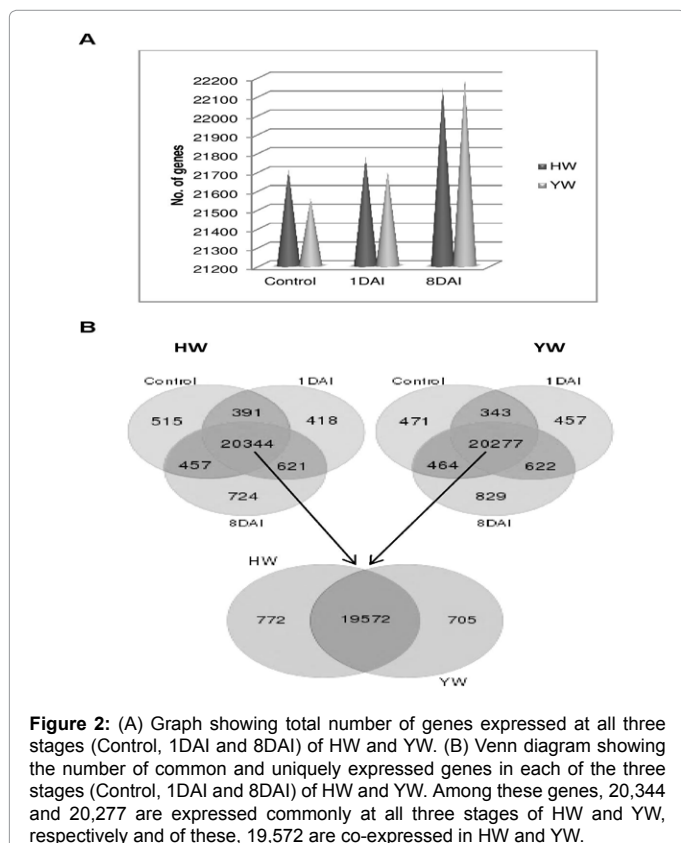 A
22200
22100
22000
21900
21800
21700
21600
21500
21400
21300
21200
No. of genes
Control 1DAI 8DAI
HW
YW
B
HW YW
Control 1DAI Control 1DAI
515 391 418 471 343 457
20344 20277
457 621 464 622
724 829
8DAI 8DAI
HW
772 19572 705
YW
Figure 2: (A) Graph showing total number of genes expressed at all three
stages (Control, 1DAI and 8DAI) of HW and YW. (B) Venn diagram showing
the number of common and uniquely expressed genes in each of the three
stages (Control, 1DAI and 8DAI) of HW and YW. Among these genes, 20,344
and 20,277 are expressed commonly at all three stages of HW and YW,
respectively and of these, 19,572 are co-expressed in HW and YW.